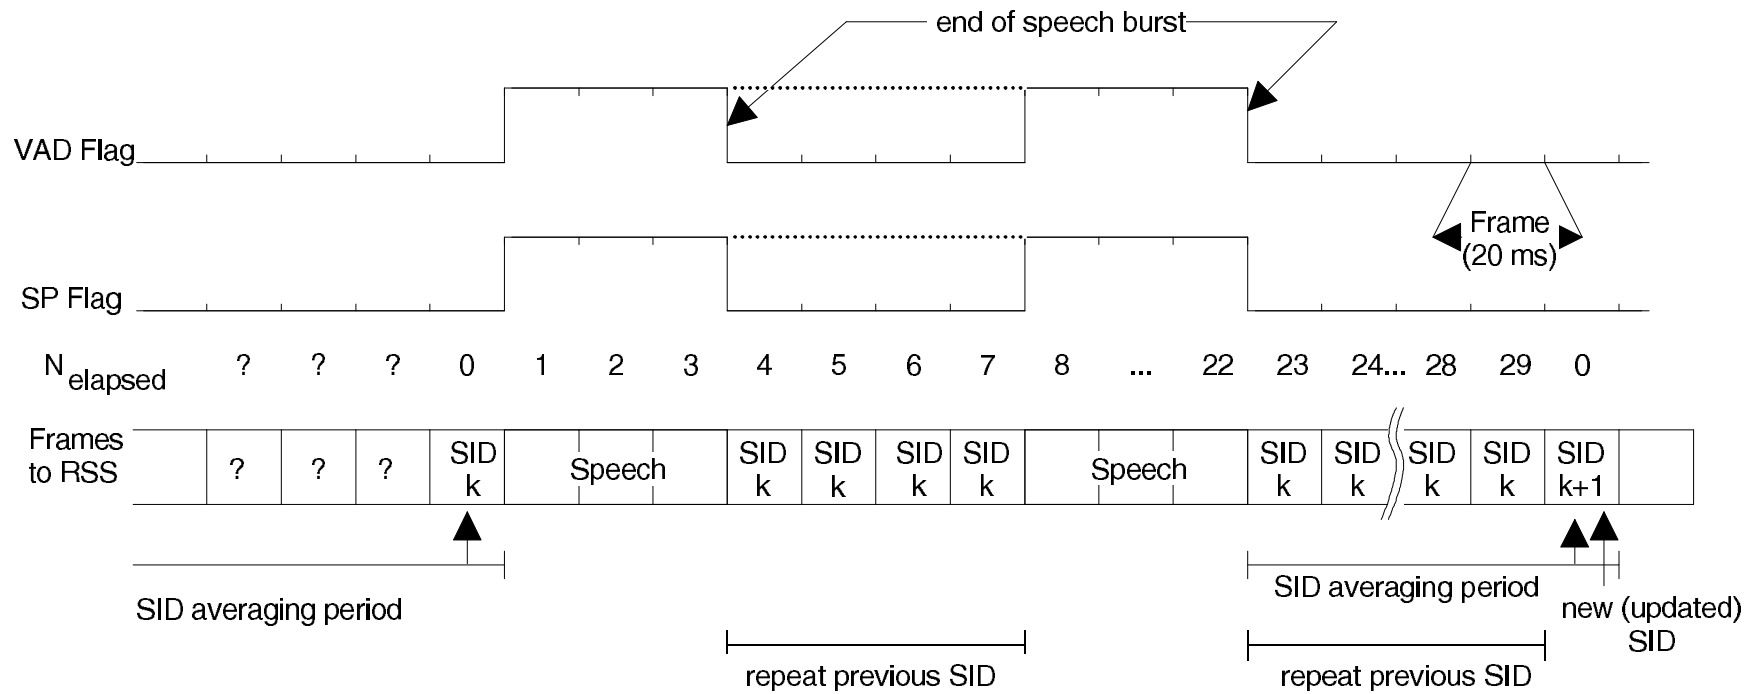 end of speech burst
VAD Flag
Frame
(20 ms)
SP Flag
N elapsed ? ? ? 0 1 2 3 4 5 6 7 8 ... 22 23 24... 28 29 0
Frames
to RSS
? ? ? SID k Speech SID k SID k SID k SID k Speech SID k SID k SID k SID k SID k+1
SID averaging period
SID averaging period
new (updated)
SID
repeat previous SID
repeat previous SID